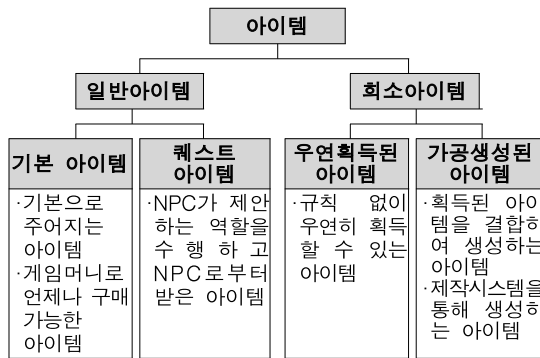 아이템
일반아이템
희소아이템
기본 아이템
퀘스트
아이템
우연획득된
아이템
가공생성된
아이템
·기본으로
주어지는
아이템
·게임머니로
언제나 구매
가능한
아이템
·NPC가 제안
하는 역할을
수 행 하 고
NPC로부터
받은 아이템
·규칙 없이
우연히 획득
할 수 있는
아이템
·획득된 아이
템을 결합하
여 생성하는
아이템
·제작시스템을
통해 생성하
는 아이템